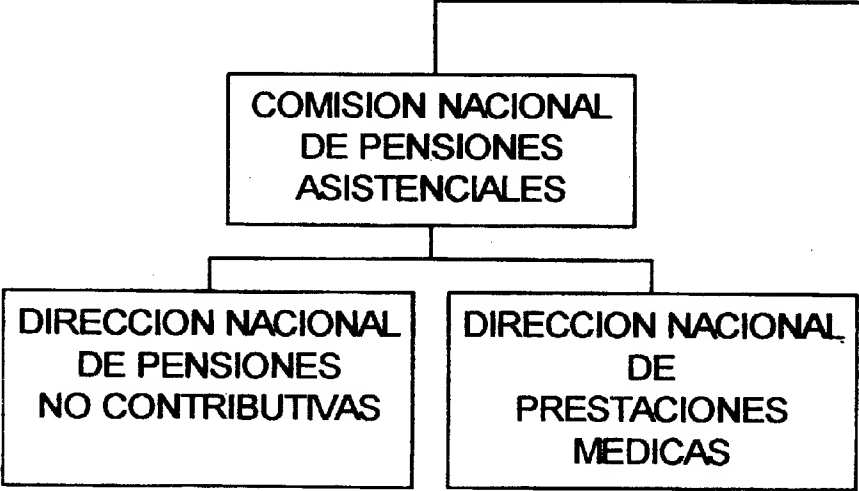 COMISION NACIONAL
DE PENSIONES
ASISTENCIALES
DIRECCION NACIONAL
DE PENSIONES
NO CONTRIBUTIVAS
DIRECCION NACIONAL
DE
PRESTACIONES
MEDICAS